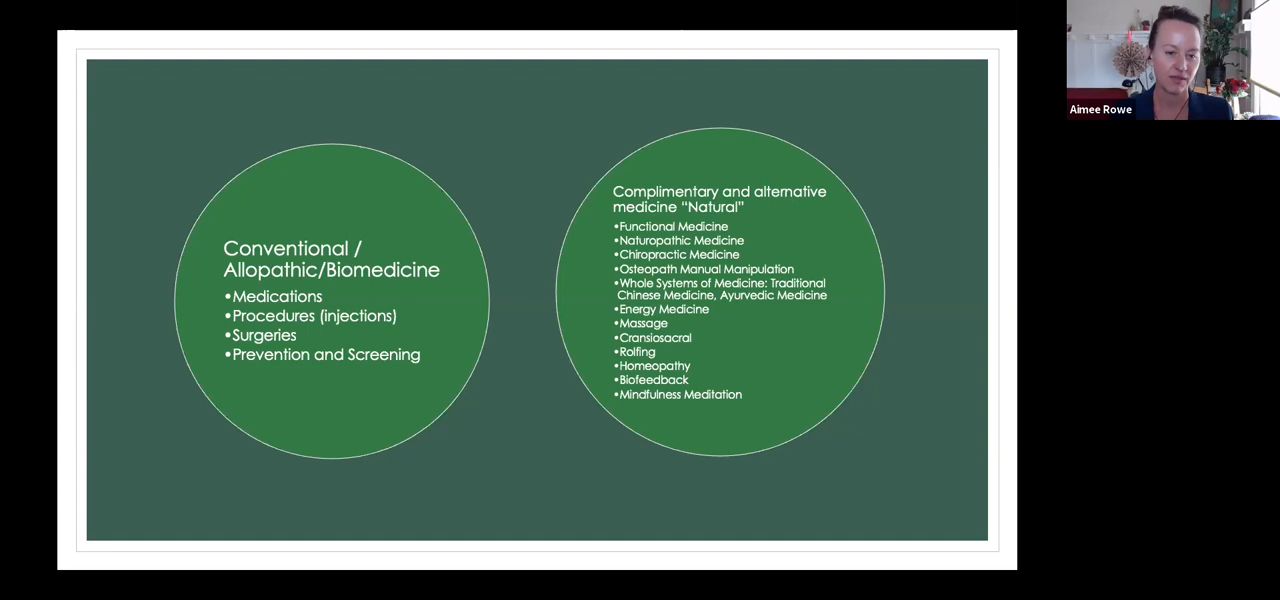 Conventional /
Allopathic/Biomedicine
•Medications
•Procedures (injections)
•Surgeries
•Prevention and Screening
Complimentary and alternative
medicine “Natural”
•Functional Medicine
•Naturopathic Medicine
•Chiropractic Medicine
•Osteopath Manual Manipulation
•Whole Systems of Medicine: Traditional
Chinese Medicine, Ayurvedic Medicine
•Energy Medicine
•Massage
•Cransiosacral
•Rolfing
•Homeopathy
•Biofeedback
•Mindfulness Meditation
Aimee Rowe